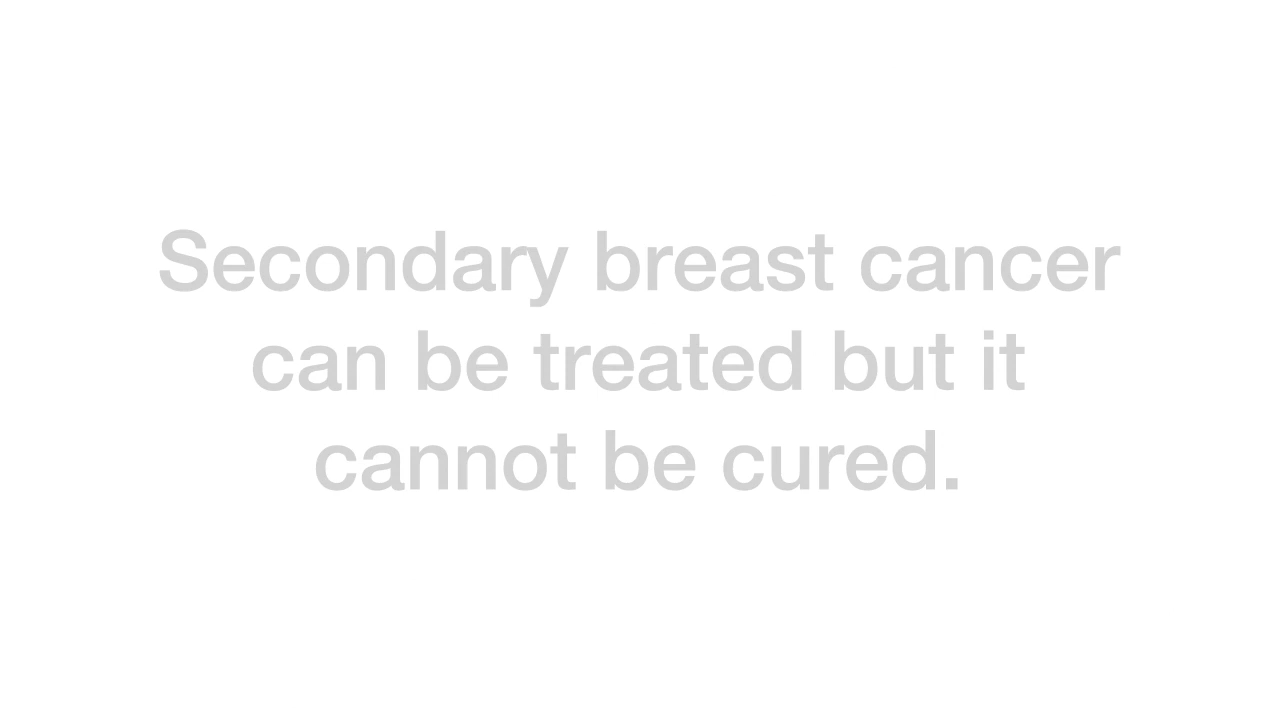 Secondary breast cancer
can be treated but it
cannot be cured.